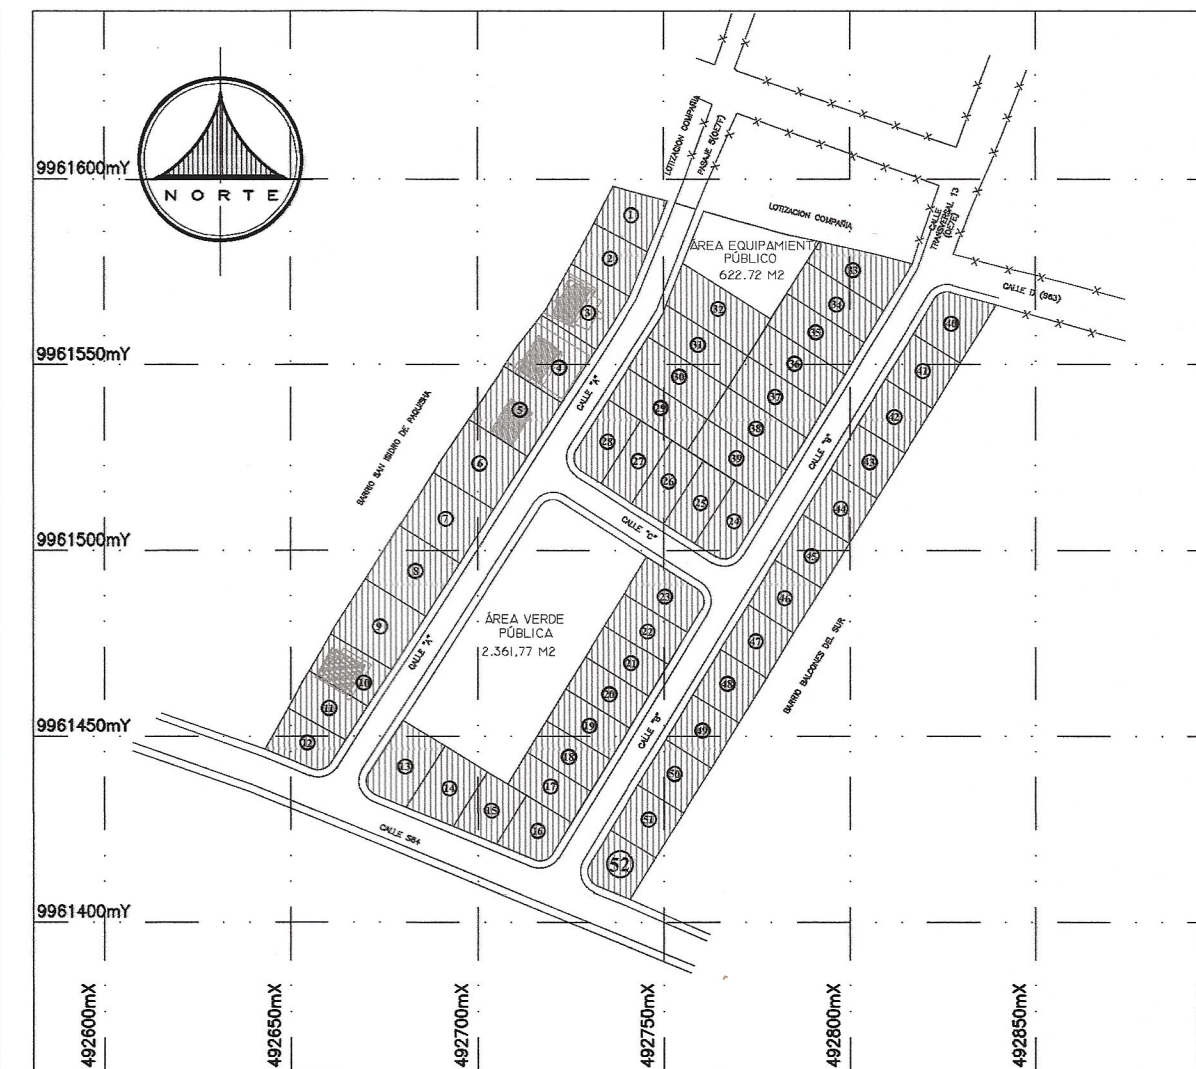 LOTIZACION COMPAÑIA
PASAJE 5(OE7F)
9961600mY
NORTE
1
LOTIZACION COMPAÑIA
CALLE
TRANSVERSAL 13
(OE7E)
ÁREA EQUIPAMIENTO
PÚBLICO
622.72 M2
2
33
CALLE D (S63)
3
32
34
40
9961550mY
31
35
4
30
36
41
CALLE "A"
5
29
37
42
BARRIO SAN ISIDRO DE PAQUISHA
28
38
6
27
39
CALLE "B"
43
26
7
25
24
44
9961500mY
CALLE "C"
8
45
23
46
ÁREA VERDE
PÚBLICA
2.361,77 M2
9
22
47
BARRIO BALCONES DEL SUR
CALLE "A"
21
10
20
48
11
19
CALLE "B"
49
9961450mY
12
18
13
17
50
14
15
16
51
CALLE S64
52
9961400mY
492600mX
492650mX
492700mX
492750mX
492800mX
492850mX